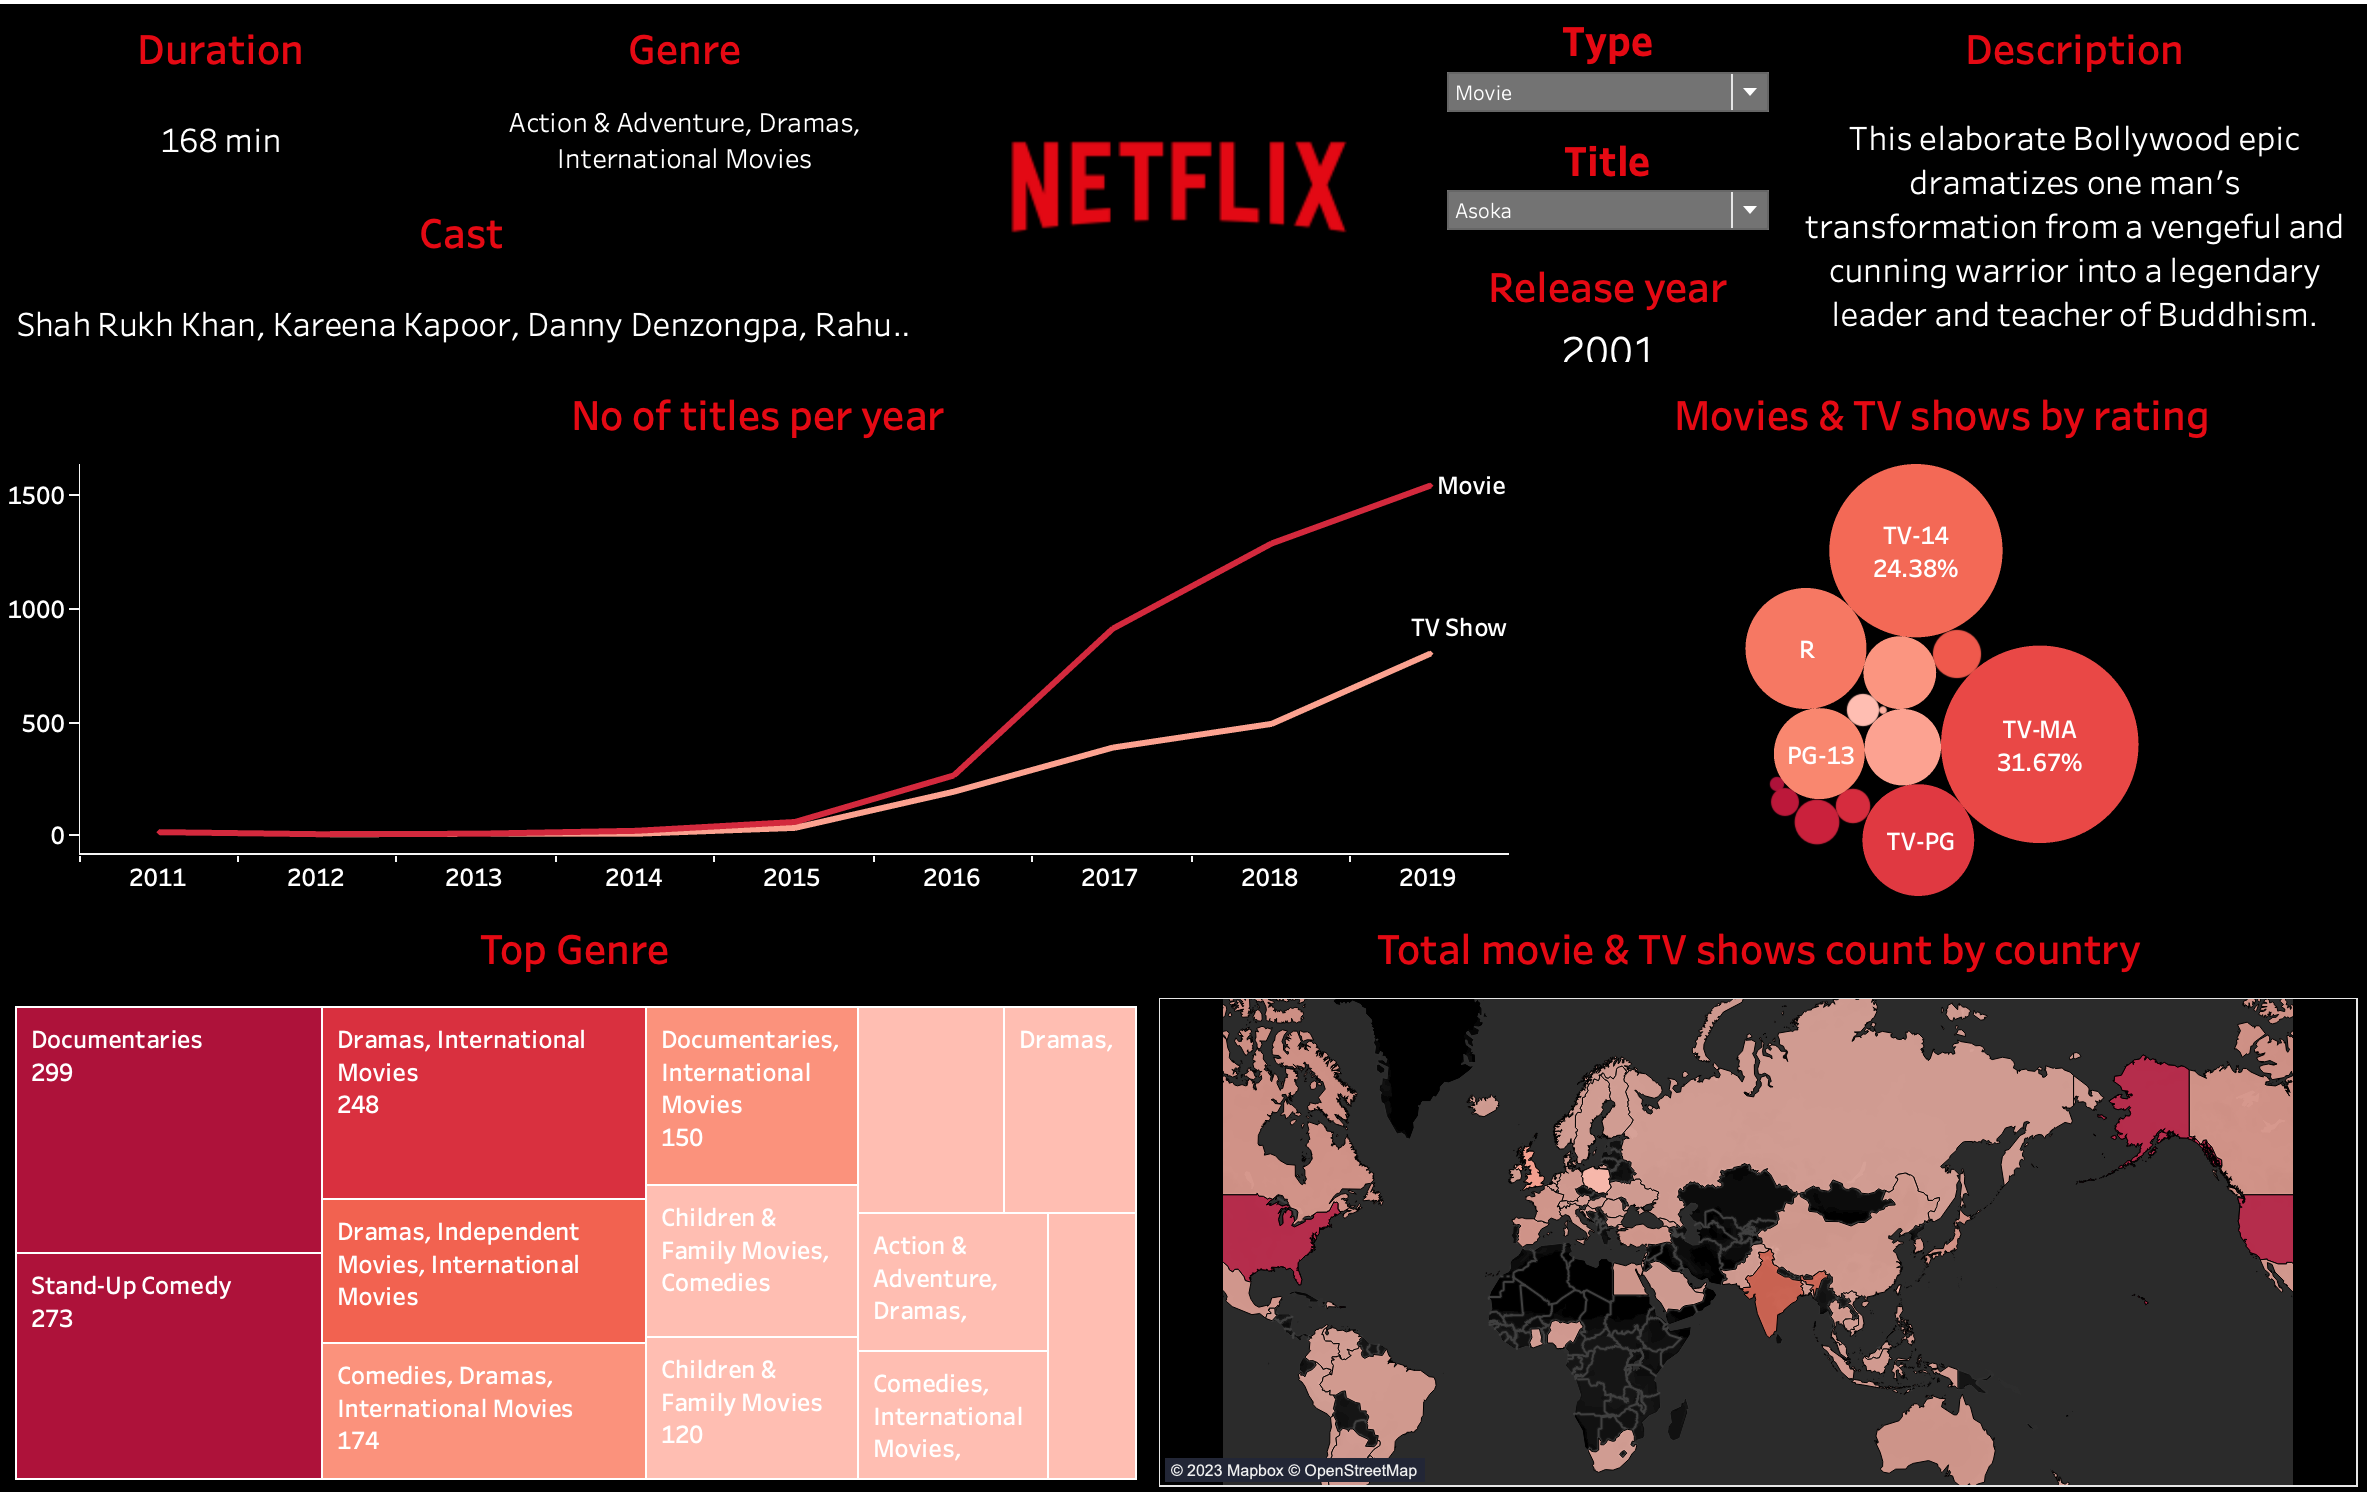 Duration
168 min
Genre
Action & Adventure, Dramas,
International Movies
Cast
Shah Rukh Khan, Kareena Kapoor, Danny Denzongpa, Rahu..
NETFLIX
Type
Movie
Title
Asoka
Release year
2001
Description
This elaborate Bollywood epic
dramatizes one man's
transformation from a vengeful and
cunning warrior into a legendary
leader and teacher of Buddhism.
No of titles per year
1500
1000
500
0
Movie
TV Show
2011
2012
2013
2014
2015
2016
2017
2018
2019
Movies & TV shows by rating
TV-14
24.38%
R
TV-MA
31.67%
PG-13
TV-PG
Top Genre
Documentaries
299
Stand-Up Comedy
273
Dramas, International
Movies
248
Dramas, Independent
Movies, International
Movies
Comedies, Dramas,
International Movies
174
Documentaries,
International
Movies
150
Children &
Family Movies,
Comedies
Children &
Family Movies
120
Dramas,
Action &
Adventure,
Dramas,
Comedies,
International
Movies,
Total movie & TV shows count by country
© 2023 Mapbox © OpenStreetMap